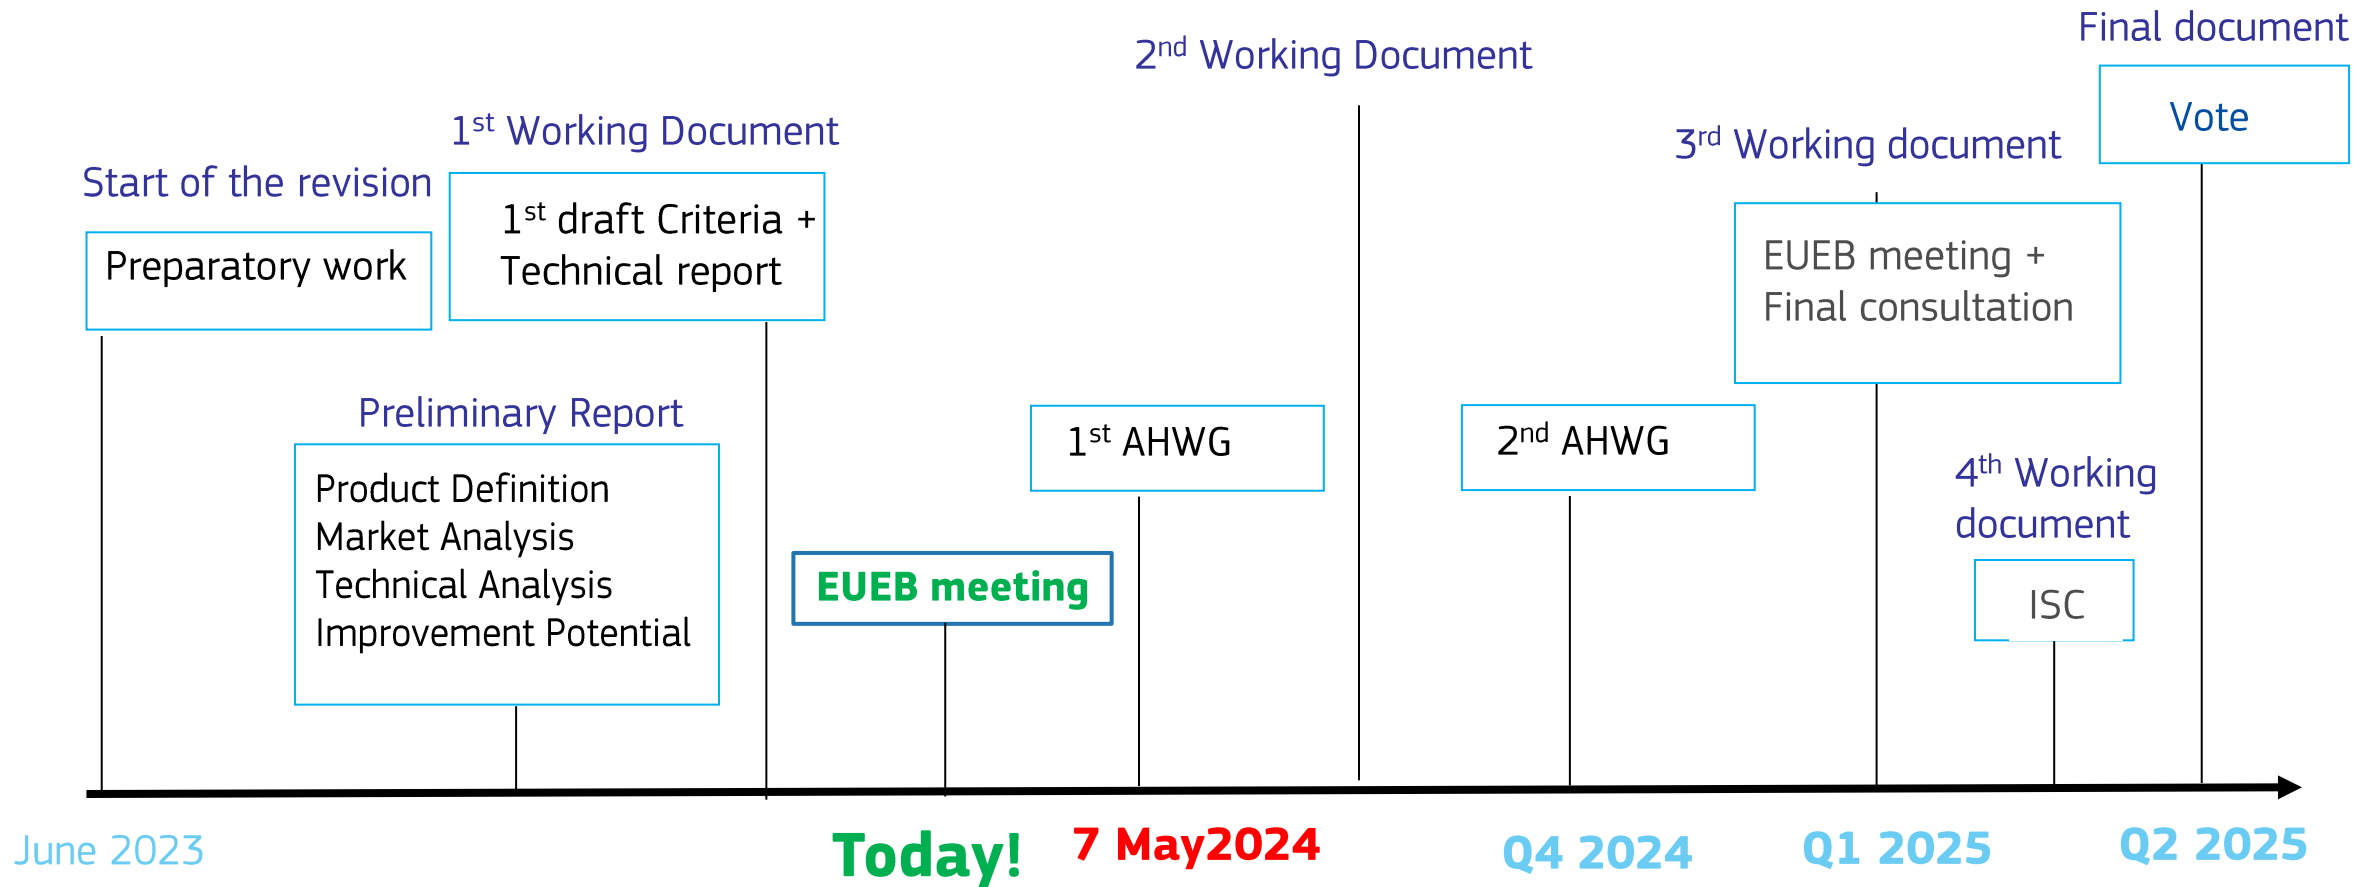 Final document
Vote
2nd Working Document
1st Working Document
3rd Working document
Start of the revision
1st draft Criteria +
Technical report
Preparatory work
EUEB meeting +
Final consultation
Preliminary Report
Product Definition
Market Analysis
Technical Analysis
Improvement Potential
1st AHWG
2nd AHWG
4th Working
document
EUEB meeting
ISC
June 2023
Today!
7 May2024
Q4 2024
Q1 2025
Q2 2025